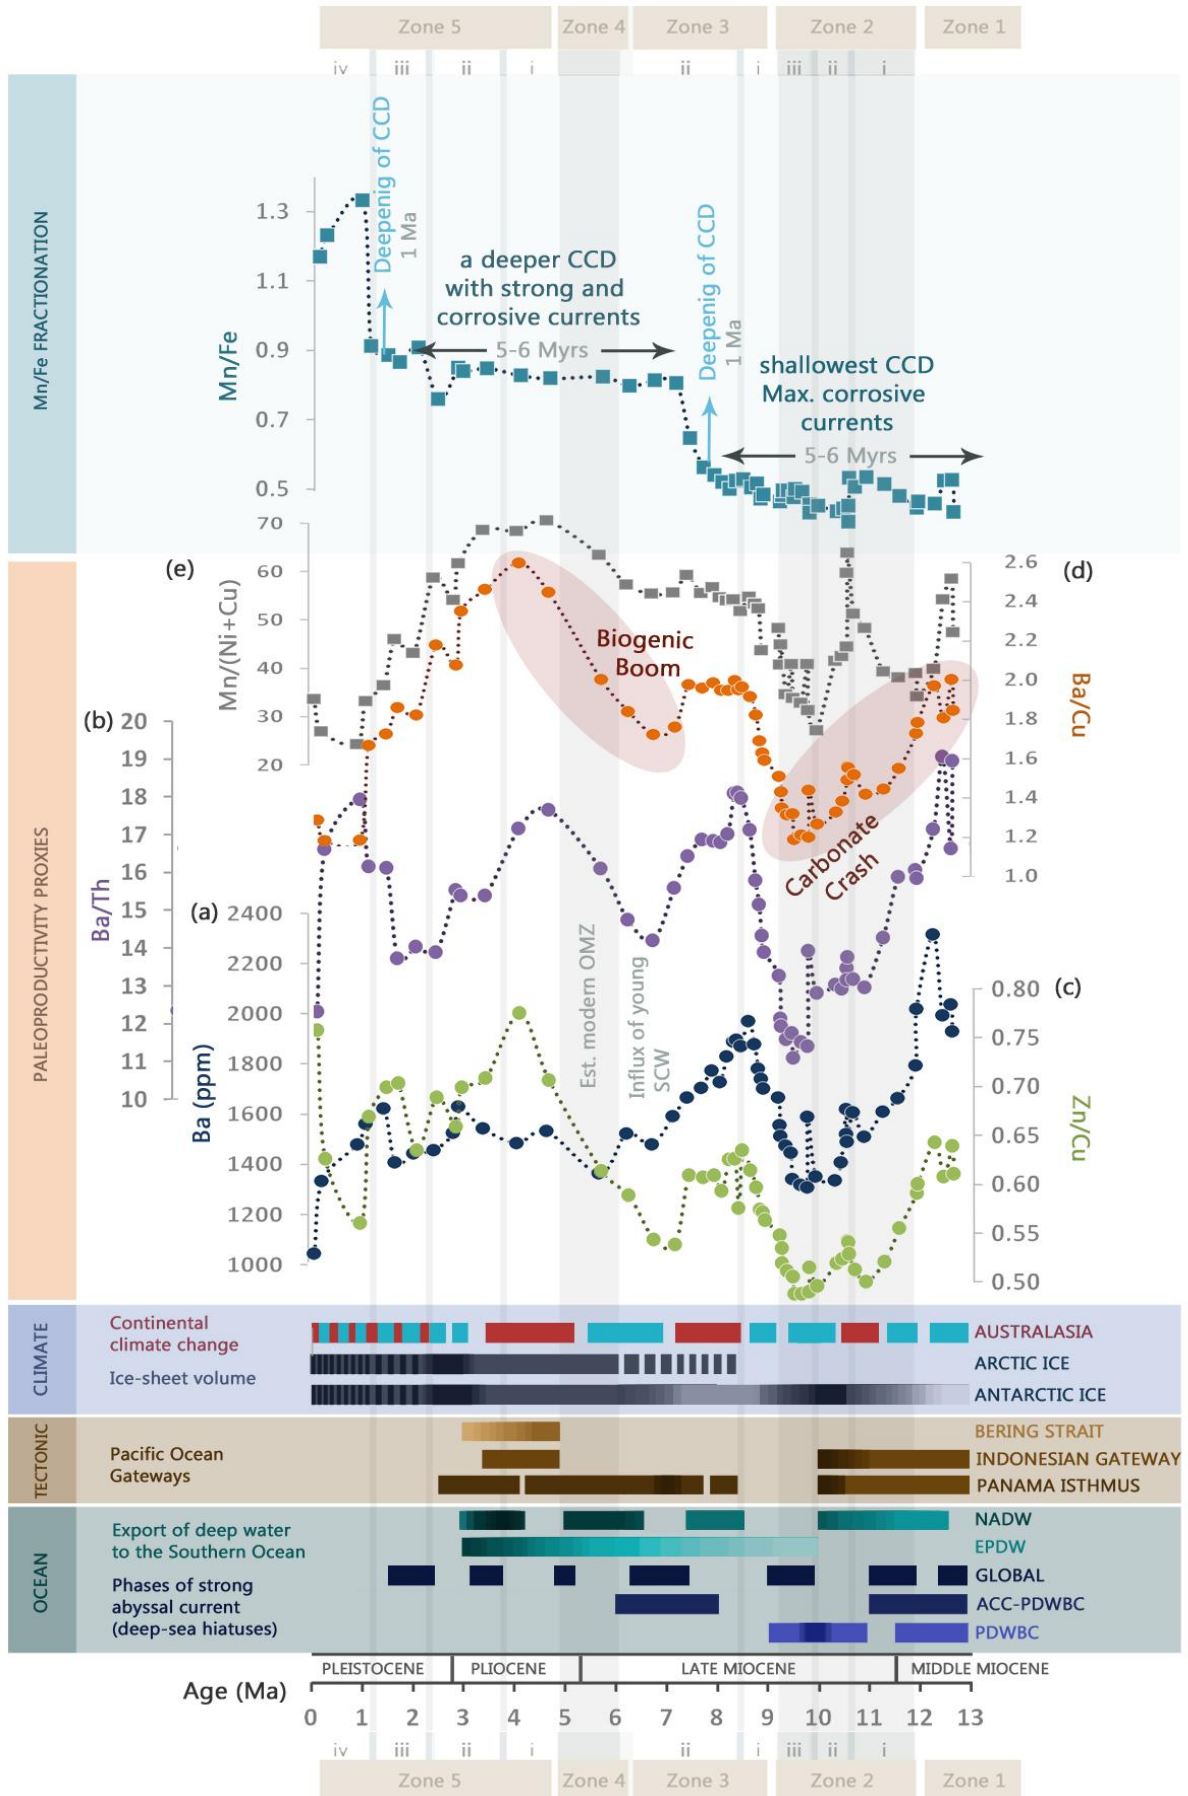 Zone 5 Zone 4 Zone 3 Zone 2 Zone 1
iv iii ii i ii i iii ii i
Mn/Fe FRACTIONATION
Mn/Fe
1.3
1.1
0.9
0.7
0.5
Deepenig of CCD
1 Ma
a deeper CCD
with strong and
corrosive currents
5-6 Myrs
Deepenig of CCD
1 Ma
shallowest CCD
Max. corrosive
currents
5-6 Myrs
PALEOPRODUCTIVITY PROXIES
(e)
Mn/(Ni+Cu)
70
60
50
40
30
20
(d)
Ba/Cu
2.6
2.4
2.2
2.0
1.8
1.6
1.4
1.2
1.0
Biogenic
Boom
Carbonate
Crash
(b)
Ba/Th
20
19
18
17
16
15
14
13
12
11
10
(a)
Ba (ppm)
2400
2200
2000
1800
1600
1400
1200
1000
Est. modern OMZ
Influx of young
SCW
(c)
Zn/Cu
0.80
0.75
0.70
0.65
0.60
0.55
0.50
CLIMATE
Continental
climate change
Ice-sheet volume
AUSTRALASIA
ARCTIC ICE
ANTARCTIC ICE
TECTONIC
Pacific Ocean
Gateways
BERING STRAIT
INDONESIAN GATEWAY
PANAMA ISTHMUS
OCEAN
Export of deep water
to the Southern Ocean
Phases of strong
abyssal current
(deep-sea hiatuses)
NADW
EPDW
GLOBAL
ACC-PDWBC
PDWBC
PLEISTOCENE PLIOCENE LATE MIOCENE MIDDLE MIOCENE
Age (Ma)
0 1 2 3 4 5 6 7 8 9 10 11 12 13
iv iii ii i ii i iii ii i
Zone 5 Zone 4 Zone 3 Zone 2 Zone 1